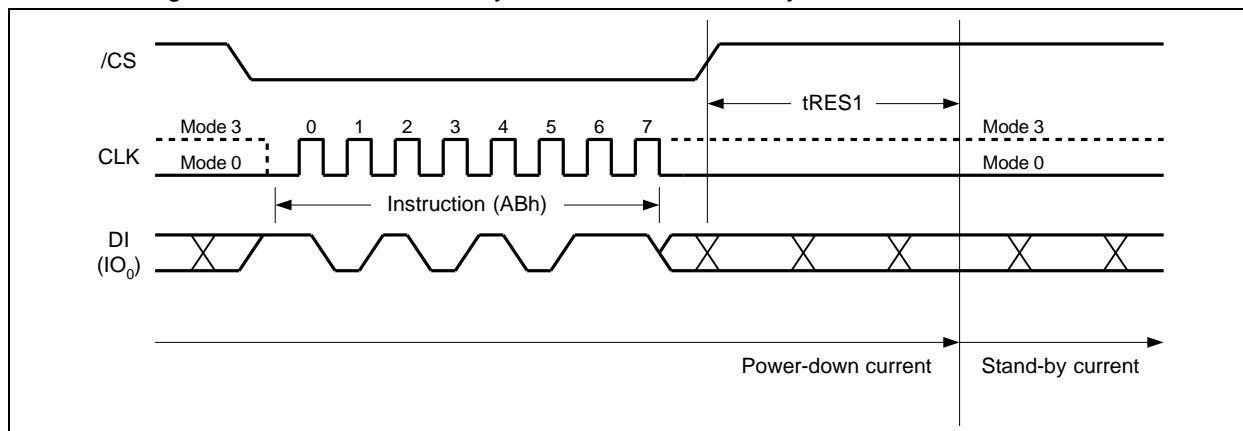 /CS
tRES1
Mode 3 0 1 2 3 4 5 6 7 Mode 3
CLK
Mode 0 Mode 0
Instruction (ABh)
DI
(IO₀)
Power-down current Stand-by current